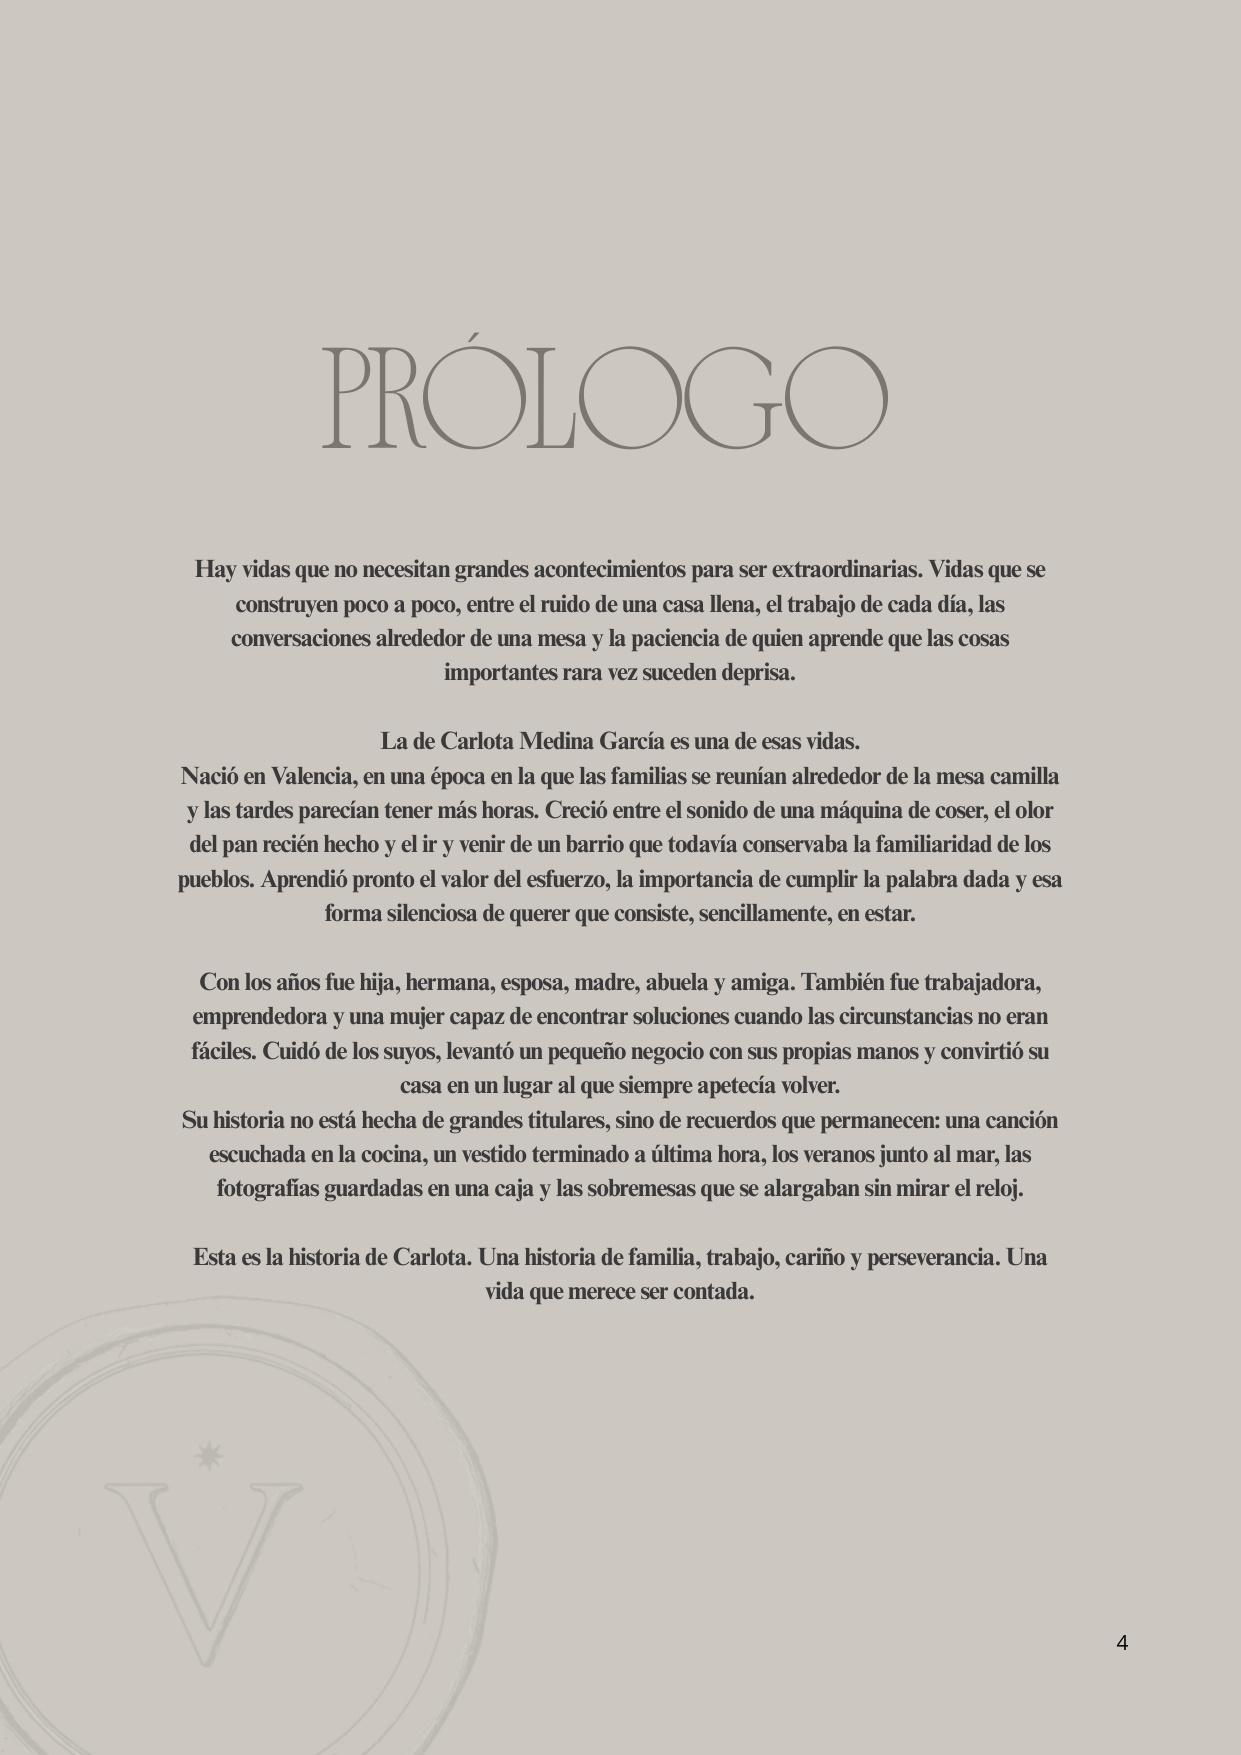 PRÓLOGO
Hay vidas que no necesitan grandes acontecimientos para ser extraordinarias. Vidas que se
construyen poco a poco, entre el ruido de una casa llena, el trabajo de cada día, las
conversaciones alrededor de una mesa y la paciencia de quien aprende que las cosas
importantes rara vez suceden deprisa.
La de Carlota Medina García es una de esas vidas.
Nació en Valencia, en una época en la que las familias se reunían alrededor de la mesa camilla
y las tardes parecían tener más horas. Creció entre el sonido de una máquina de coser, el olor
del pan recién hecho y el ir y venir de un barrio que todavía conservaba la familiaridad de los
pueblos. Aprendió pronto el valor del esfuerzo, la importancia de cumplir la palabra dada y esa
forma silenciosa de querer que consiste, sencillamente, en estar.
Con los años fue hija, hermana, esposa, madre, abuela y amiga. También fue trabajadora,
emprendedora y una mujer capaz de encontrar soluciones cuando las circunstancias no eran
fáciles. Cuidó de los suyos, levantó un pequeño negocio con sus propias manos y convirtió su
casa en un lugar al que siempre apetecía volver.
Su historia no está hecha de grandes titulares, sino de recuerdos que permanecen: una canción
escuchada en la cocina, un vestido terminado a última hora, los veranos junto al mar, las
fotografías guardadas en una caja y las sobremesas que se alargaban sin mirar el reloj.
Esta es la historia de Carlota. Una historia de familia, trabajo, cariño y perseverancia. Una
vida que merece ser contada.
V
4